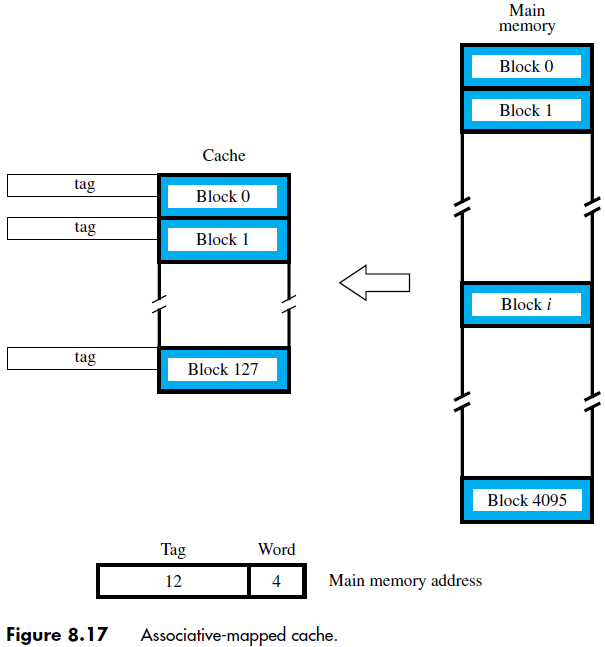 Main
memory
Block 0
Block 1
Cache
tag
Block 0
tag
Block 1
Block i
tag
Block 127
Block 4095
Tag
Word
12
4
Main memory address
Figure 8.17 Associative-mapped cache.